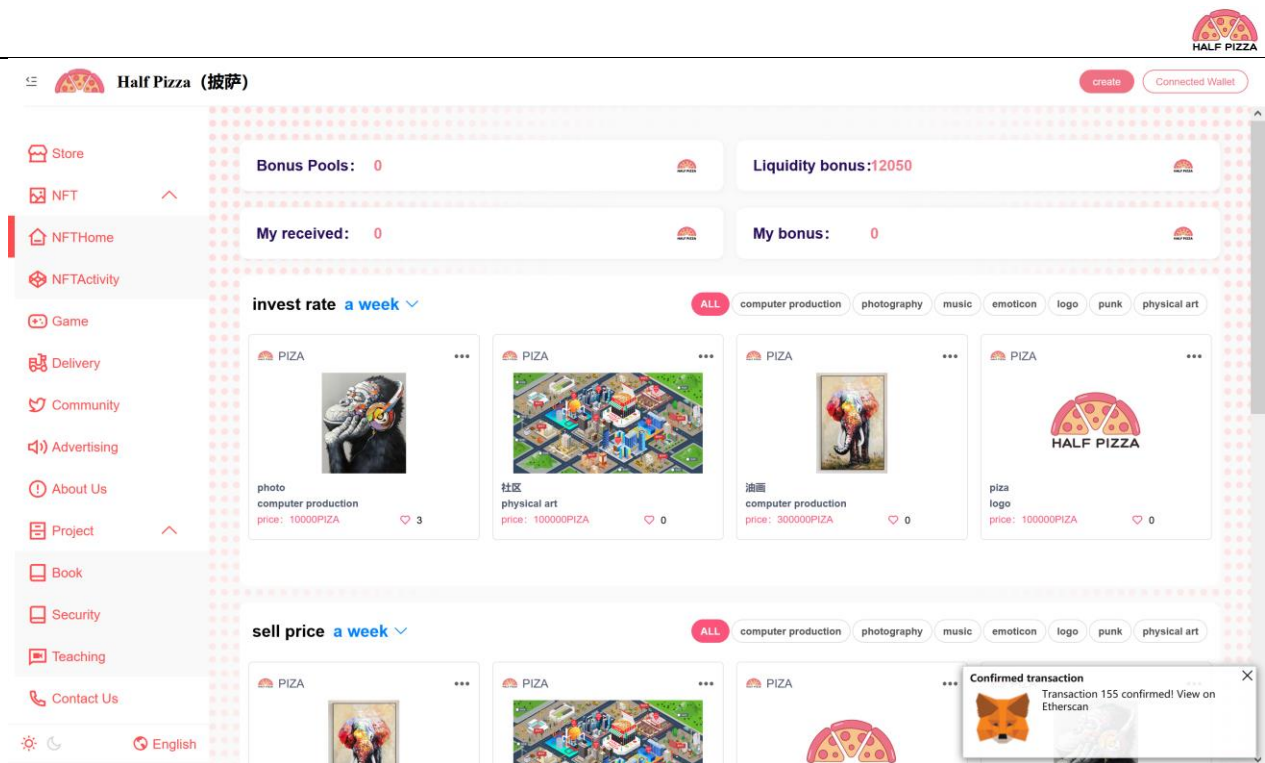 HALF PIZZA
Half Pizza（披萨）
create
Connected Wallet
Store
NFT
NFTHome
NFTActivity
Game
Delivery
Community
Advertising
About Us
Project
Book
Security
Teaching
Contact Us
English
Bonus Pools: 0
Liquidity bonus:12050
My received: 0
My bonus: 0
invest rate a week
ALL computer production photography music emoticon logo punk physical art
PIZA
photo
computer production
price: 10000PIZA 3
PIZA
社区
physical art
price: 100000PIZA 0
PIZA
油画
computer production
price: 300000PIZA 0
PIZA
HALF PIZZA
piza
logo
price: 100000PIZA 0
sell price a week
ALL computer production photography music emoticon logo punk physical art
PIZA
PIZA
PIZA
Confirmed transaction
Transaction 155 confirmed! View on
Etherscan